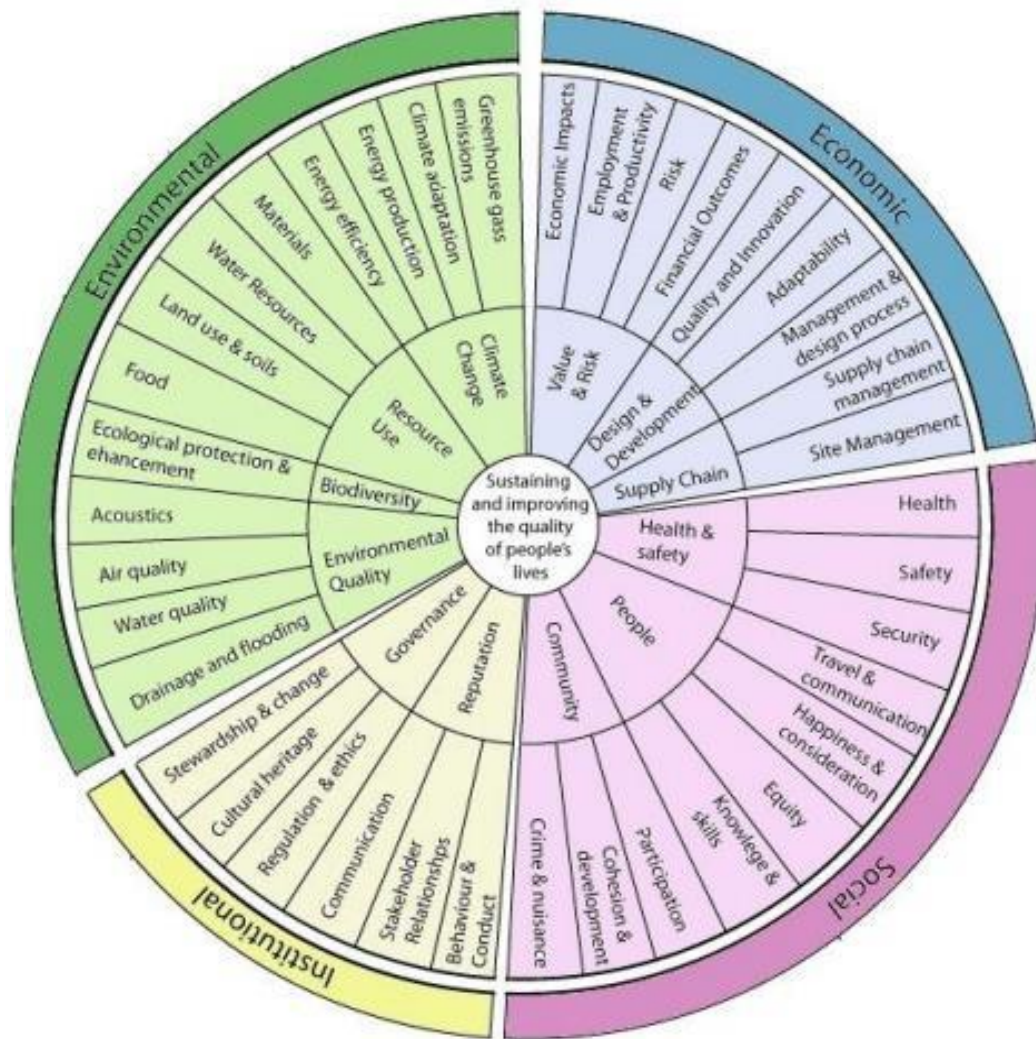 Environmental
Economic
Social
Institutional
Sustaining
and improving
the quality
of people's
lives
Climate
Change
Resource
Use
Biodiversity
Environmental
Quality
Value
& Risk
Design &
Development
Supply Chain
Health &
safety
People
Community
Reputation
Governance
Greenhouse gass
emissions
Climate adaptation
Energy production
Energy efficiency
Materials
Water Resources
Land use & soils
Food
Ecological protection &
ehancement
Acoustics
Air quality
Water quality
Drainage and flooding
Economic Impacts
Employment
& Productivity
Risk
Financial Outcomes
Quality and Innovation
Adaptability
Management &
design process
Supply chain
management
Site Management
Health
Safety
Security
Travel &
communication
Happiness &
consideration
Equity
Knowlege &
skills
Participation
Cohesion &
development
Crime & nuisance
Behaviour &
Conduct
Stakeholder
Relationshps
Communication
Regulation & ethics
Cultural heritage
Stewardship & change